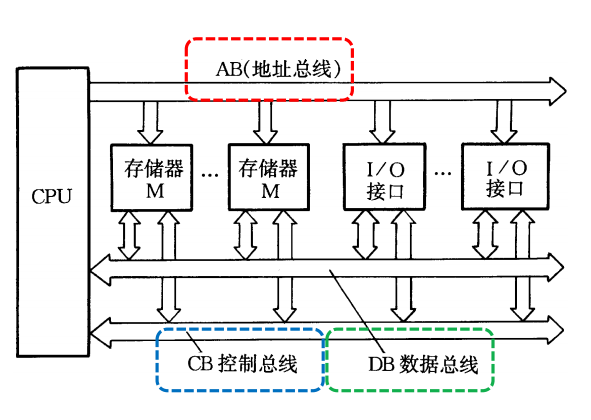 AB(地址总线)
CPU
存储器
M
...
存储器
M
I/O
接口
...
I/O
接口
CB 控制总线
DB 数据总线